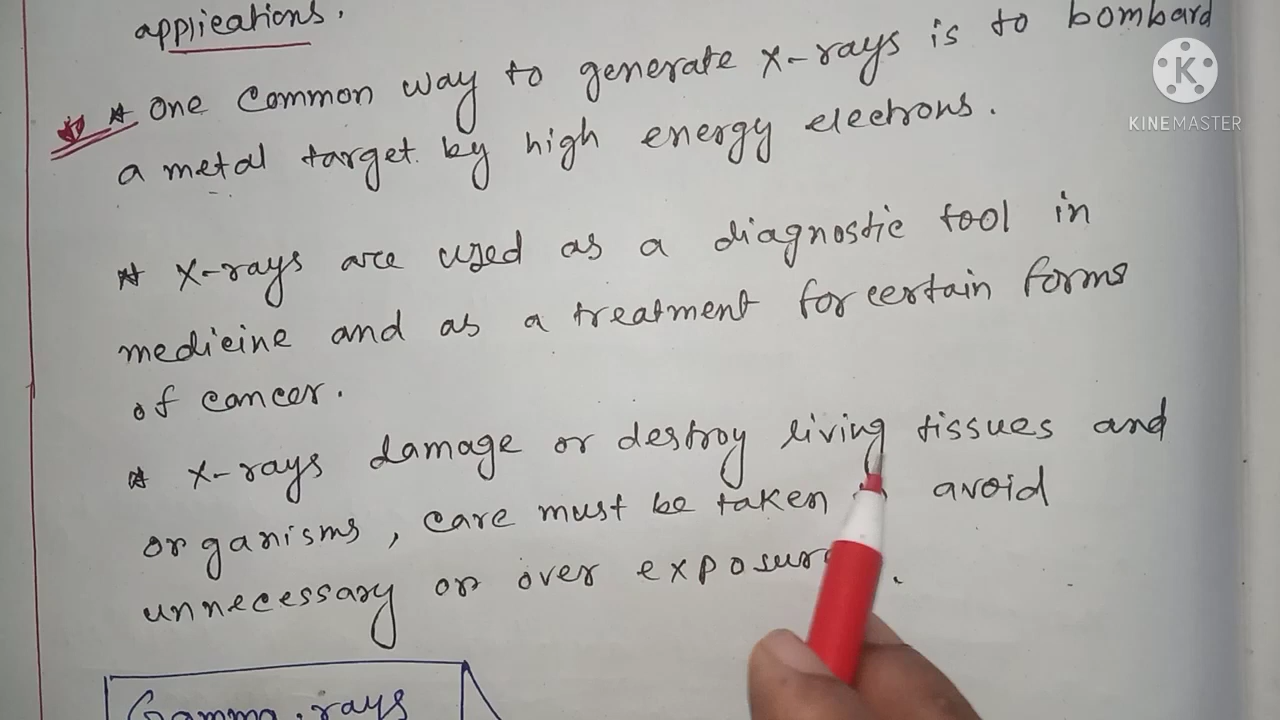 applications.
* One common way to generate x-rays is to bombard
a metal target by high energy electrons.
* X-rays are used as a diagnostic tool in
medicine and as a treatment for certain forms
of cancer.
* X-rays damage or destroy living tissues and
organisms, care must be taken avoid
unnecessary or over exposure.
Gamma-rays
K
KINEMASTER